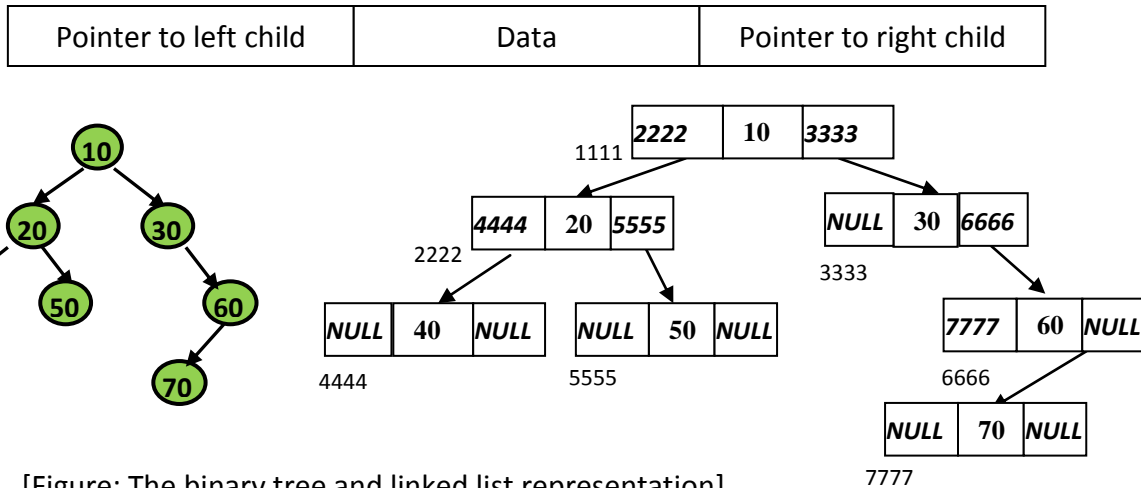 Pointer to left child Data Pointer to right child
10
20 30
50 60
70
2222 10 3333
1111
4444 20 5555
2222
NULL 30 6666
3333
NULL 40 NULL
4444
NULL 50 NULL
5555
7777 60 NULL
6666
NULL 70 NULL
7777
[Figure: The binary tree and linked list representation]